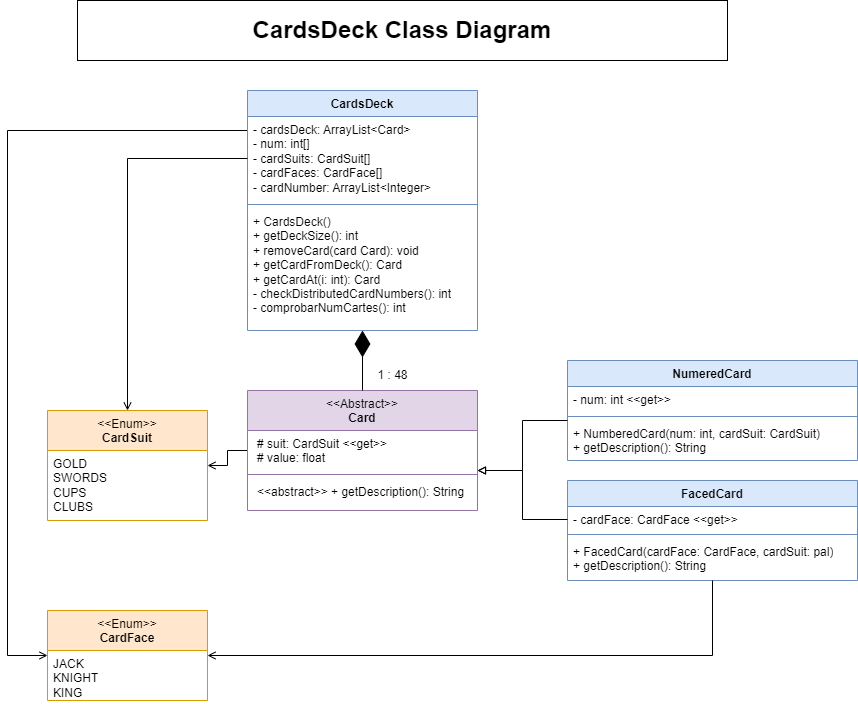 CardsDeck Class Diagram
CardsDeck
- cardsDeck: ArrayList<Card>
- num: int[]
- cardSuits: CardSuit[]
- cardFaces: CardFace[]
- cardNumber: ArrayList<Integer>
+ CardsDeck()
+ getDeckSize(): int
+ removeCard(card Card): void
+ getCardFromDeck(): Card
+ getCardAt(i: int): Card
- checkDistributedCardNumbers(): int
- comprobarNumCartes(): int
1 : 48
<<Abstract>>
Card
# suit: CardSuit <<get>>
# value: float
<<abstract>> + getDescription(): String
NumeredCard
- num: int <<get>>
+ NumberedCard(num: int, cardSuit: CardSuit)
+ getDescription(): String
FacedCard
- cardFace: CardFace <<get>>
+ FacedCard(cardFace: CardFace, cardSuit: pal)
+ getDescription(): String
<<Enum>>
CardSuit
GOLD
SWORDS
CUPS
CLUBS
<<Enum>>
CardFace
JACK
KNIGHT
KING